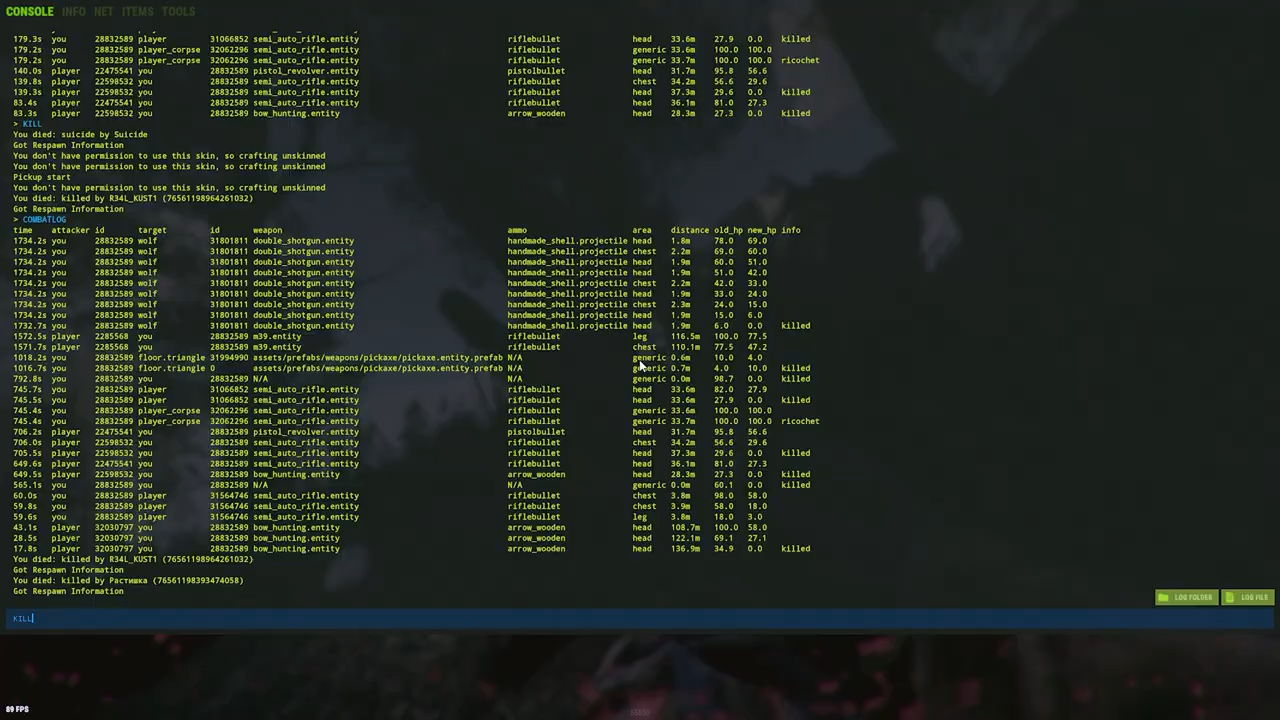 CONSOLE INFO NET ITEMS TOOLS
179.3s you 28832589 player 31066852 semi_auto_rifle.entity riflebullet head 33.6m 27.9 0.0 killed
179.2s you 28832589 player_corpse 32062296 semi_auto_rifle.entity riflebullet generic 33.6m 100.0 100.0
179.2s you 28832589 player_corpse 32062296 semi_auto_rifle.entity riflebullet generic 33.7m 100.0 100.0 ricochet
140.0s player 22475541 you 28832589 pistol_revolver.entity pistolbullet head 31.7m 95.8 56.6
139.8s player 22598532 you 28832589 semi_auto_rifle.entity riflebullet chest 34.2m 56.6 29.6
139.3s player 22598532 you 28832589 semi_auto_rifle.entity riflebullet head 37.3m 29.6 0.0 killed
83.4s player 22475541 you 28832589 semi_auto_rifle.entity riflebullet head 36.1m 81.0 27.3
83.3s player 22598532 you 28832589 bow_hunting.entity arrow_wooden head 28.3m 27.3 0.0 killed
> KILL
You died: suicide by Suicide
Got Respawn Information
You don't have permission to use this skin, so crafting unskinned
You don't have permission to use this skin, so crafting unskinned
Pickup start
You don't have permission to use this skin, so crafting unskinned
You died: killed by R34L_KUST1 (76561198964261032)
Got Respawn Information
> COMBATLOG
time attacker id target id weapon ammo area distance old_hp new_hp info
1734.2s you 28832589 wolf 31801811 double_shotgun.entity handmade_shell.projectile head 1.8m 78.0 69.0
1734.2s you 28832589 wolf 31801811 double_shotgun.entity handmade_shell.projectile chest 2.2m 69.0 60.0
1734.2s you 28832589 wolf 31801811 double_shotgun.entity handmade_shell.projectile head 1.9m 60.0 51.0
1734.2s you 28832589 wolf 31801811 double_shotgun.entity handmade_shell.projectile head 1.9m 51.0 42.0
1734.2s you 28832589 wolf 31801811 double_shotgun.entity handmade_shell.projectile chest 2.2m 42.0 33.0
1734.2s you 28832589 wolf 31801811 double_shotgun.entity handmade_shell.projectile head 1.9m 33.0 24.0
1734.2s you 28832589 wolf 31801811 double_shotgun.entity handmade_shell.projectile chest 2.3m 24.0 15.0
1734.2s you 28832589 wolf 31801811 double_shotgun.entity handmade_shell.projectile head 1.9m 15.0 6.0
1732.7s you 28832589 wolf 31801811 double_shotgun.entity handmade_shell.projectile head 1.9m 6.0 0.0 killed
1572.5s player 2285568 you 28832589 m39.entity riflebullet leg 116.5m 100.0 77.5
1571.7s player 2285568 you 28832589 m39.entity riflebullet chest 110.1m 77.5 47.2
1018.2s you 28832589 floor.triangle 31994990 assets/prefabs/weapons/pickaxe/pickaxe.entity.prefab N/A generic 0.6m 10.0 4.0
1016.7s you 28832589 floor.triangle 0 assets/prefabs/weapons/pickaxe/pickaxe.entity.prefab N/A generic 0.7m 4.0 10.0 killed
792.8s you 28832589 you 28832589 N/A N/A generic 0.0m 98.7 0.0 killed
745.7s you 28832589 player 31066852 semi_auto_rifle.entity riflebullet head 33.6m 82.0 27.9
745.5s you 28832589 player 31066852 semi_auto_rifle.entity riflebullet head 33.6m 27.9 0.0 killed
745.4s you 28832589 player_corpse 32062296 semi_auto_rifle.entity riflebullet generic 33.6m 100.0 100.0
745.4s you 28832589 player_corpse 32062296 semi_auto_rifle.entity riflebullet generic 33.7m 100.0 100.0 ricochet
706.2s player 22475541 you 28832589 pistol_revolver.entity pistolbullet head 31.7m 95.8 56.6
706.0s player 22598532 you 28832589 semi_auto_rifle.entity riflebullet chest 34.2m 56.6 29.6
705.5s player 22598532 you 28832589 semi_auto_rifle.entity riflebullet head 37.3m 29.6 0.0 killed
649.6s player 22475541 you 28832589 semi_auto_rifle.entity riflebullet head 36.1m 81.0 27.3
649.5s player 22598532 you 28832589 bow_hunting.entity arrow_wooden head 28.3m 27.3 0.0 killed
565.1s you 28832589 you 28832589 N/A N/A generic 0.0m 60.1 0.0 killed
60.0s you 28832589 player 31564746 semi_auto_rifle.entity riflebullet chest 3.8m 98.0 58.0
59.8s you 28832589 player 31564746 semi_auto_rifle.entity riflebullet chest 3.9m 58.0 18.0
59.6s you 28832589 player 31564746 semi_auto_rifle.entity riflebullet leg 3.8m 18.0 3.0
43.1s player 32030797 you 28832589 bow_hunting.entity arrow_wooden head 108.7m 100.0 58.0
28.5s player 32030797 you 28832589 bow_hunting.entity arrow_wooden head 122.1m 69.1 27.1
17.8s player 32030797 you 28832589 bow_hunting.entity arrow_wooden head 136.9m 34.9 0.0 killed
You died: killed by R34L_KUST1 (76561198964261032)
Got Respawn Information
You died: killed by Растишка (76561198393474058)
Got Respawn Information
LOG FOLDER LOG FILE
KILL
89 FPS